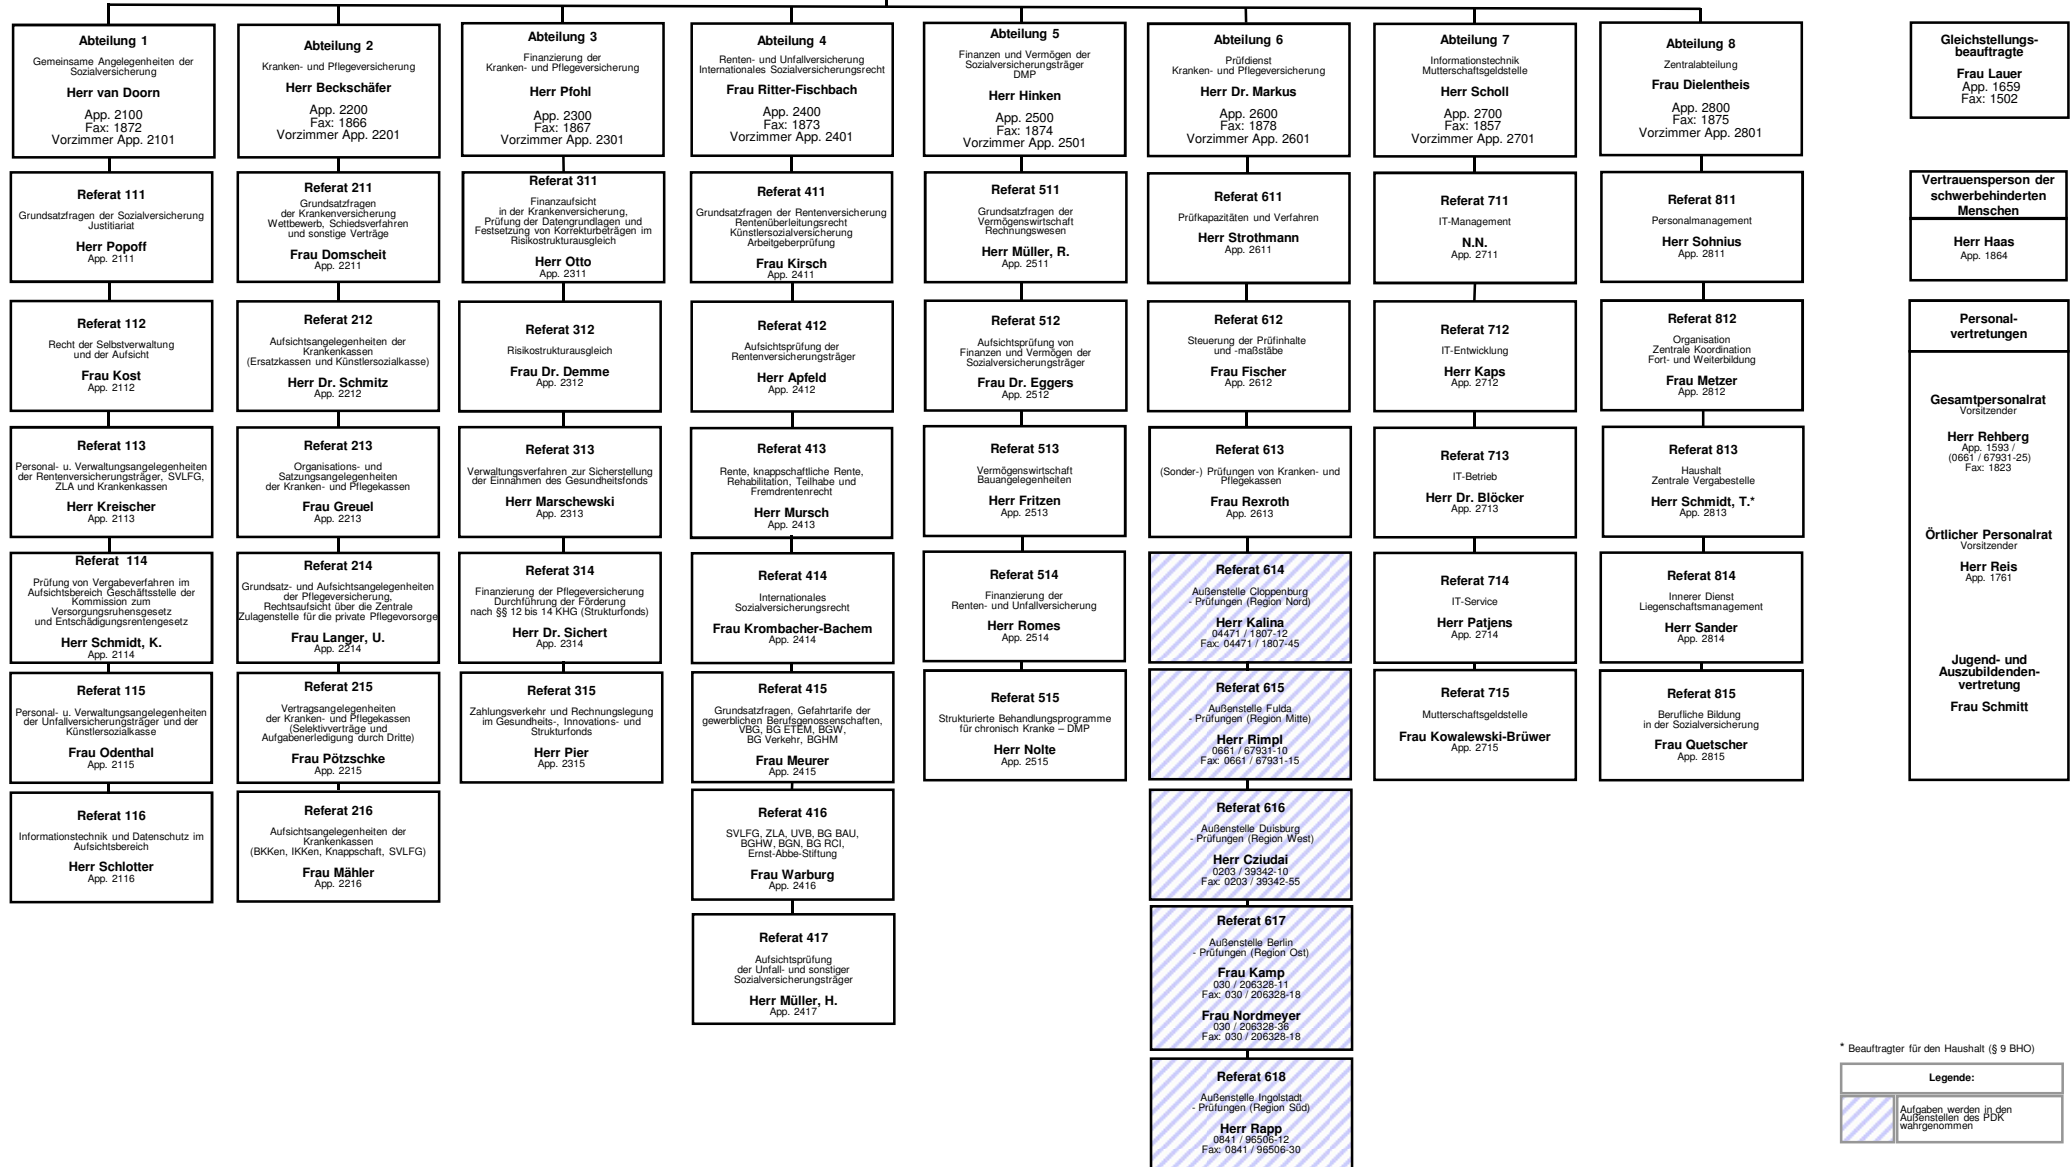 Abteilung 1
Gemeinsame Angelegenheiten der
Sozialversicherung
Herr van Doorn
App. 2100
Fax: 1872
Vorzimmer App. 2101
Referat 111
Grundsatzfragen der Sozialversicherung
Justitiariat
Herr Popoff
App. 2111
Referat 112
Recht der Selbstverwaltung
und der Aufsicht
Frau Kost
App. 2112
Referat 113
Personal- u. Verwaltungsangelegenheiten
der Rentenversicherungsträger, SVLFG,
ZLA und Krankenkassen
Herr Kreischer
App. 2113
Referat 114
Prüfung von Vergabeverfahren im
Aufsichtsbereich Geschäftsstelle der
Kommission zum
Versorgungsruhensgesetz
und Entschädigungsrentengesetz
Herr Schmidt, K.
App. 2114
Referat 115
Personal- u. Verwaltungsangelegenheiten
der Unfallversicherungsträger und der
Künstlersozialkasse
Frau Odenthal
App. 2115
Referat 116
Informationstechnik und Datenschutz im
Aufsichtsbereich
Herr Schlotter
App. 2116
Abteilung 2
Kranken- und Pflegeversicherung
Herr Beckschäfer
App. 2200
Fax: 1866
Vorzimmer App. 2201
Referat 211
Grundsatzfragen
der Krankenversicherung
Wettbewerb, Schiedsverfahren
und sonstige Verträge
Frau Domscheit
App. 2211
Referat 212
Aufsichtsangelegenheiten der
Krankenkassen
(Ersatzkassen und Künstlersozialkasse)
Herr Dr. Schmitz
App. 2212
Referat 213
Organisations- und
Satzungsangelegenheiten
der Kranken- und Pflegekassen
Frau Greuel
App. 2213
Referat 214
Grundsatz- und Aufsichtsangelegenheiten
der Pflegeversicherung,
Rechtsaufsicht über die Zentrale
Zulagenstelle für die private Pflegevorsorge
Frau Langer, U.
App. 2214
Referat 215
Vertragsangelegenheiten
der Kranken- und Pflegekassen
(Selektivverträge und
Aufgabenerledigung durch Dritte)
Frau Pötzschke
App. 2215
Referat 216
Aufsichtsangelegenheiten der
Krankenkassen
(BKKen, IKKen, Knappschaft, SVLFG)
Frau Mähler
App. 2216
Abteilung 3
Finanzierung der
Kranken- und Pflegeversicherung
Herr Pfohl
App. 2300
Fax: 1867
Vorzimmer App. 2301
Referat 311
Finanzaufsicht
in der Krankenversicherung,
Prüfung der Datengrundlagen und
Festsetzung von Korrekturbeträgen im
Risikostrukturausgleich
Herr Otto
App. 2311
Referat 312
Risikostrukturausgleich
Frau Dr. Demme
App. 2312
Referat 313
Verwaltungsverfahren zur Sicherstellung
der Einnahmen des Gesundheitsfonds
Herr Marschewski
App. 2313
Referat 314
Finanzierung der Pflegeversicherung
Durchführung der Förderung
nach §§ 12 bis 14 KHG (Strukturfonds)
Herr Dr. Sichert
App. 2314
Referat 315
Zahlungsverkehr und Rechnungslegung
im Gesundheits-, Innovations- und
Strukturfonds
Herr Pier
App. 2315
Abteilung 4
Renten- und Unfallversicherung
Internationales Sozialversicherungsrecht
Frau Ritter-Fischbach
App. 2400
Fax: 1873
Vorzimmer App. 2401
Referat 411
Grundsatzfragen der Rentenversicherung
Rentenüberleitungsrecht
Künstlersozialversicherung
Arbeitgeberprüfung
Frau Kirsch
App. 2411
Referat 412
Aufsichtsprüfung der
Rentenversicherungsträger
Herr Apfeld
App. 2412
Referat 413
Rente, knappschaftliche Rente,
Rehabilitation, Teilhabe und
Fremdrentenrecht
Herr Mursch
App. 2413
Referat 414
Internationales
Sozialversicherungsrecht
Frau Krombacher-Bachem
App. 2414
Referat 415
Grundsatzfragen, Gefahrtarife der
gewerblichen Berufsgenossenschaften,
VBG, BG ETEM, BGW,
BG Verkehr, BGHM
Frau Meurer
App. 2415
Referat 416
SVLFG, ZLA, UVB, BG BAU,
BGHW, BGN, BG RCI,
Ernst-Abbe-Stiftung
Frau Warburg
App. 2416
Referat 417
Aufsichtsprüfung
der Unfall- und sonstiger
Sozialversicherungsträger
Herr Müller, H.
App. 2417
Abteilung 5
Finanzen und Vermögen der
Sozialversicherungsträger
DMP
Herr Hinken
App. 2500
Fax: 1874
Vorzimmer App. 2501
Referat 511
Grundsatzfragen der
Vermögenswirtschaft
Rechnungswesen
Herr Müller, R.
App. 2511
Referat 512
Aufsichtsprüfung von
Finanzen und Vermögen der
Sozialversicherungsträger
Frau Dr. Eggers
App. 2512
Referat 513
Vermögenswirtschaft
Bauangelegenheiten
Herr Fritzen
App. 2513
Referat 514
Finanzierung der
Renten- und Unfallversicherung
Herr Romes
App. 2514
Referat 515
Strukturierte Behandlungsprogramme
für chronisch Kranke – DMP
Herr Nolte
App. 2515
Abteilung 6
Prüfdienst
Kranken- und Pflegeversicherung
Herr Dr. Markus
App. 2600
Fax: 1878
Vorzimmer App. 2601
Referat 611
Prüfkapazitäten und Verfahren
Herr Strothmann
App. 2611
Referat 612
Steuerung der Prüfinhalte
und -maßstäbe
Frau Fischer
App. 2612
Referat 613
(Sonder-) Prüfungen von Kranken- und
Pflegekassen
Frau Rexroth
App. 2613
Referat 614
Außenstelle Cloppenburg
- Prüfungen (Region Nord)
Herr Kalina
04471 / 1807-12
Fax: 04471 / 1807-45
Referat 615
Außenstelle Fulda
- Prüfungen (Region Mitte)
Herr Rimpl
0661 / 67931-10
Fax: 0661 / 67931-15
Referat 616
Außenstelle Duisburg
- Prüfungen (Region West)
Herr Cziudai
0203 / 39342-10
Fax: 0203 / 39342-55
Referat 617
Außenstelle Berlin
- Prüfungen (Region Ost)
Frau Kamp
030 / 206328-11
Fax: 030 / 206328-18
Frau Nordmeyer
030 / 206328-36
Fax: 030 / 206328-18
Referat 618
Außenstelle Ingolstadt
- Prüfungen (Region Süd)
Herr Rapp
0841 / 96506-12
Fax: 0841 / 96506-30
Abteilung 7
Informationstechnik
Mutterschaftsgeldstelle
Herr Scholl
App. 2700
Fax: 1857
Vorzimmer App. 2701
Referat 711
IT-Management
N.N.
App. 2711
Referat 712
IT-Entwicklung
Herr Kaps
App. 2712
Referat 713
IT-Betrieb
Herr Dr. Blöcker
App. 2713
Referat 714
IT-Service
Herr Patjens
App. 2714
Referat 715
Mutterschaftsgeldstelle
Frau Kowalewski-Brüwer
App. 2715
Abteilung 8
Zentralabteilung
Frau Dielentheis
App. 2800
Fax: 1875
Vorzimmer App. 2801
Referat 811
Personalmanagement
Herr Sohnius
App. 2811
Referat 812
Organisation
Zentrale Koordination
Fort- und Weiterbildung
Frau Metzer
App. 2812
Referat 813
Haushalt
Zentrale Vergabestelle
Herr Schmidt, T.*
App. 2813
Referat 814
Innerer Dienst
Liegenschaftsmanagement
Herr Sander
App. 2814
Referat 815
Berufliche Bildung
in der Sozialversicherung
Frau Quetscher
App. 2815
Gleichstellungs-
beauftragte
Frau Lauer
App. 1659
Fax: 1502
Vertrauensperson der
schwerbehinderten
Menschen
Herr Haas
App. 1864
Personal-
vertretungen
Gesamtpersonalrat
Vorsitzender
Herr Rehberg
App. 1593 /
(0661 / 67931-25)
Fax: 1823
Örtlicher Personalrat
Vorsitzender
Herr Reis
App. 1761
Jugend- und
Auszubildenden-
vertretung
Frau Schmitt
* Beauftragter für den Haushalt (§ 9 BHO)
Legende:
Aufgaben werden in den
Außenstellen des PDK
wahrgenommen